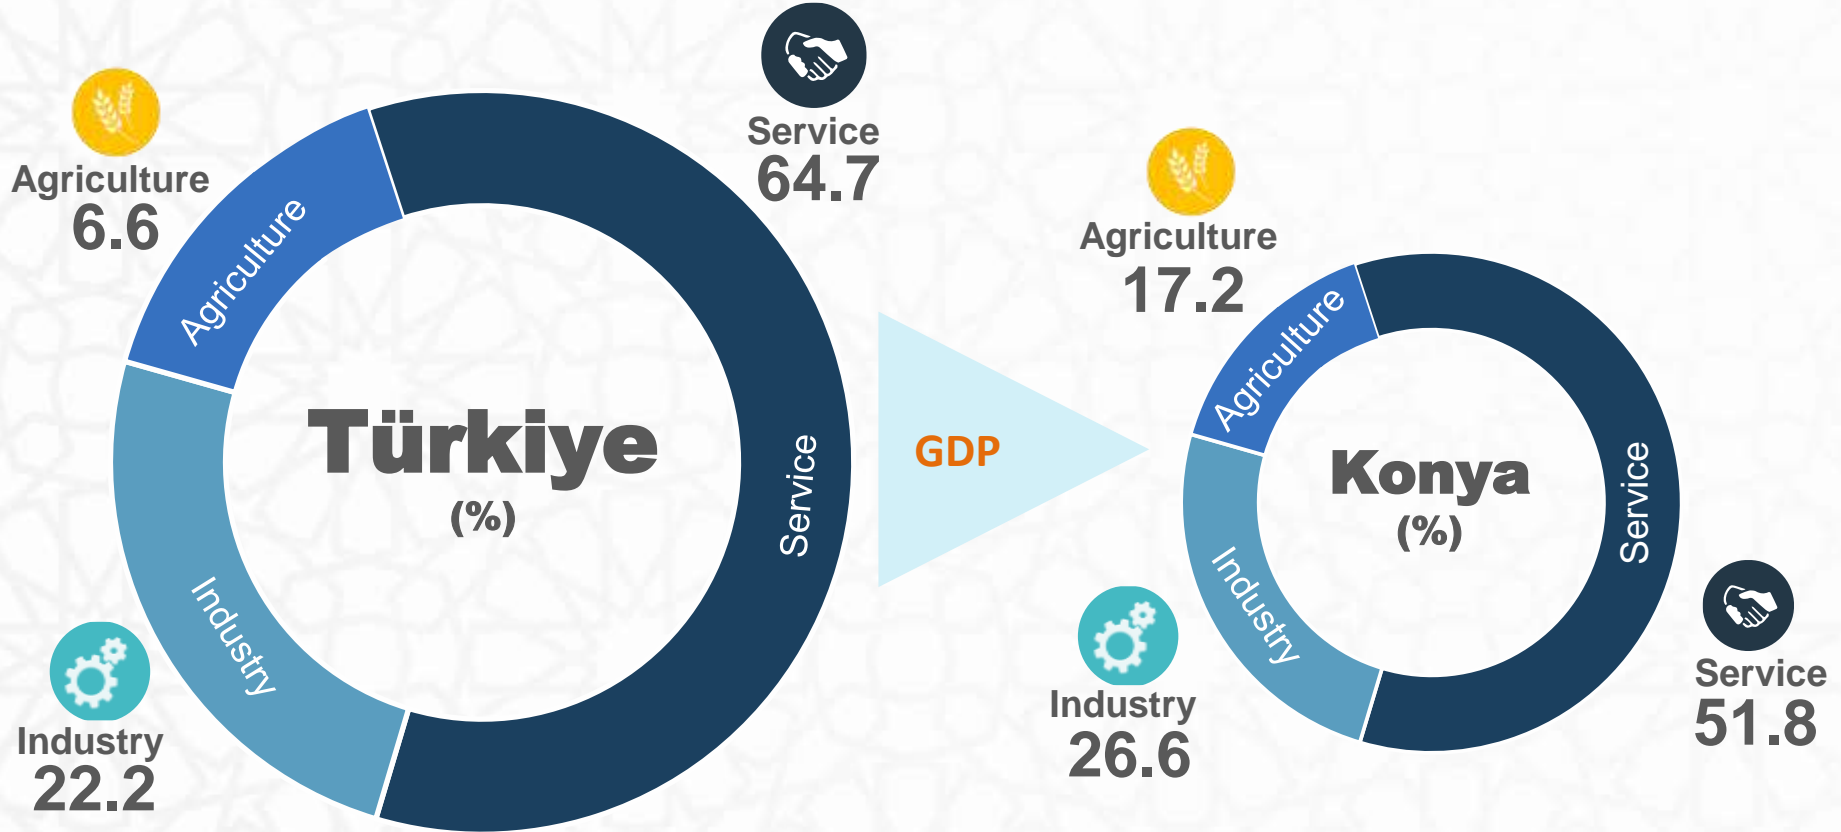 Agriculture
6.6
Service
64.7
Agriculture
Service
Industry
Türkiye
(%)
Industry
22.2
GDP
Agriculture
17.2
Agriculture
Service
Industry
Konya
(%)
Industry
26.6
Service
51.8